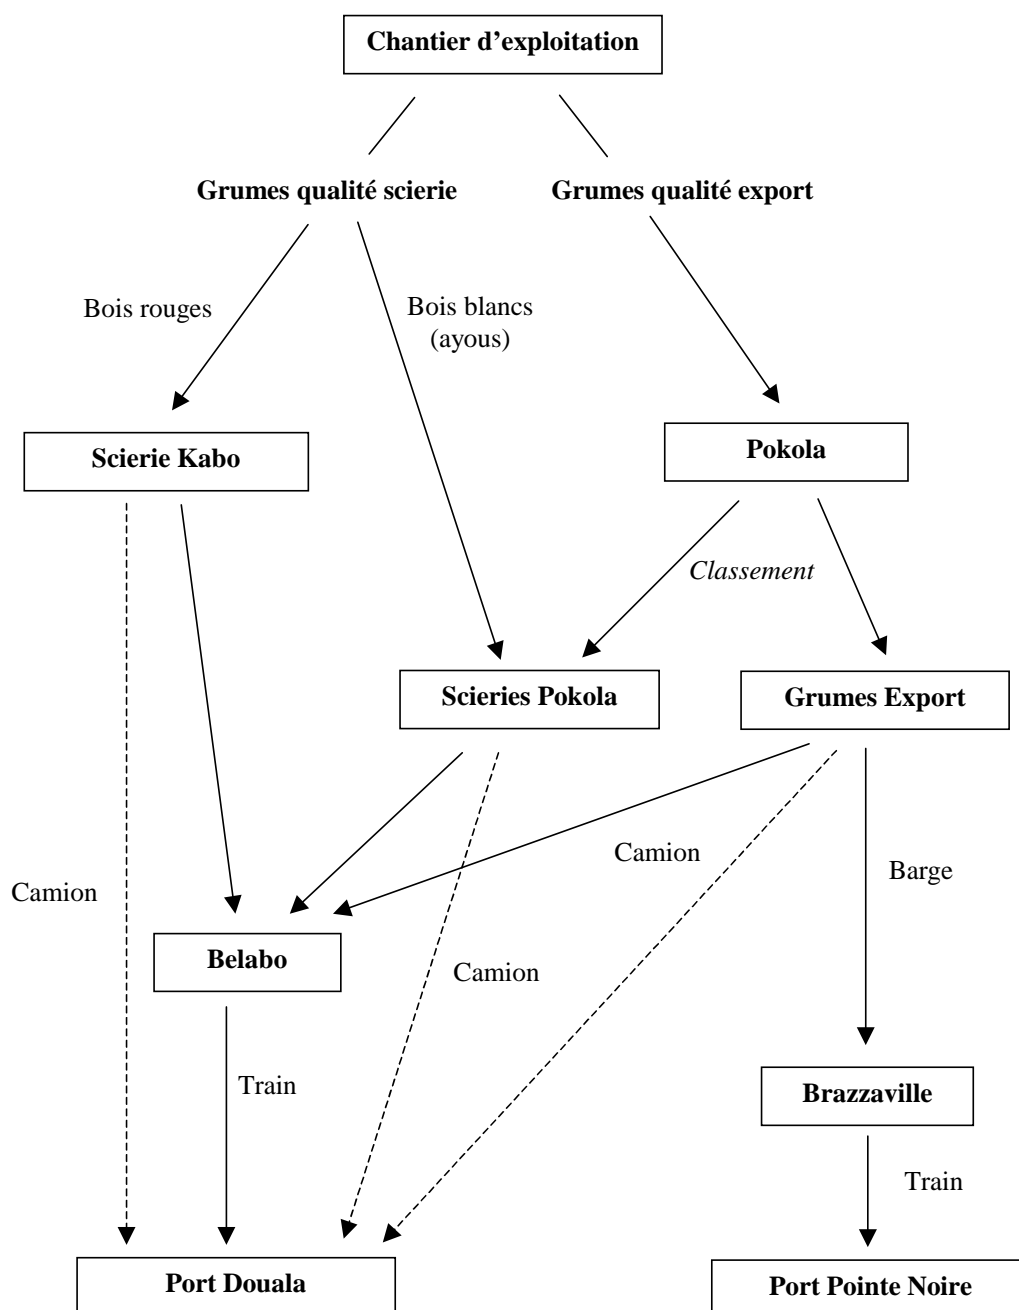 Chantier d’exploitation
Grumes qualité scierie
Grumes qualité export
Bois rouges
Bois blancs
(ayous)
Scierie Kabo
Pokola
Classement
Scieries Pokola
Grumes Export
Camion
Camion
Barge
Belabo
Camion
Train
Brazzaville
Train
Port Douala
Port Pointe Noire